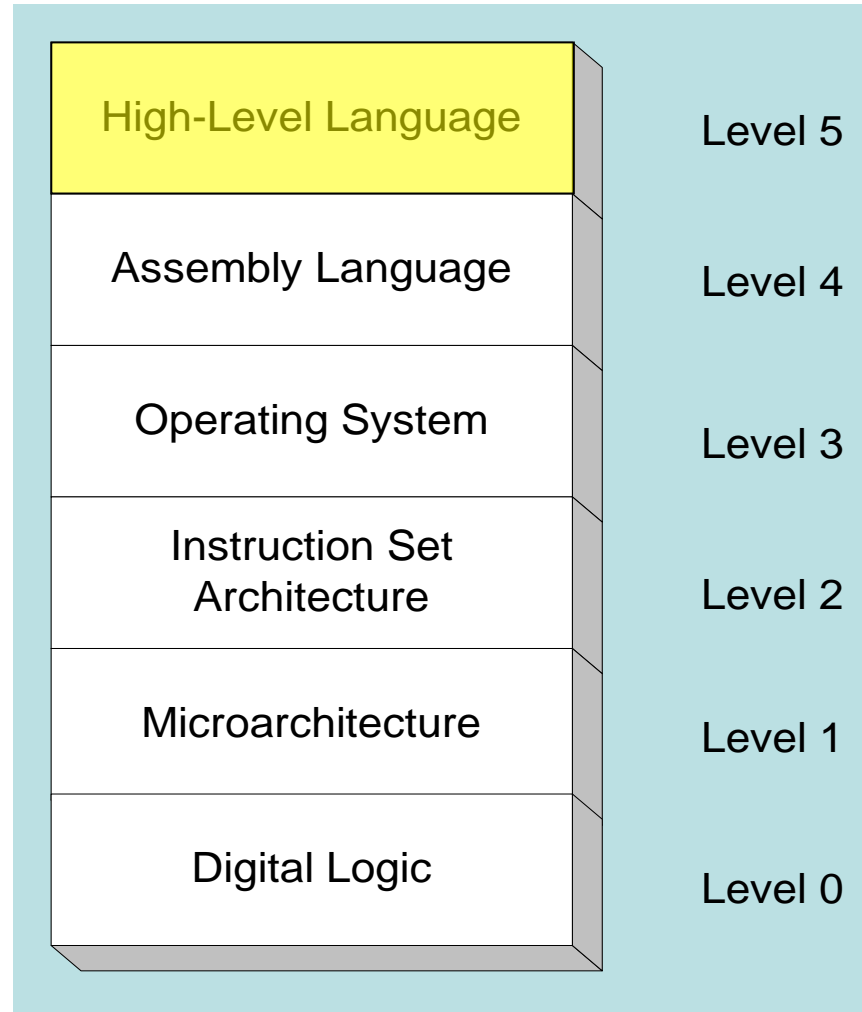 High-Level Language
Level 5
Assembly Language
Level 4
Operating System
Level 3
Instruction Set
Architecture
Level 2
Microarchitecture
Level 1
Digital Logic
Level 0